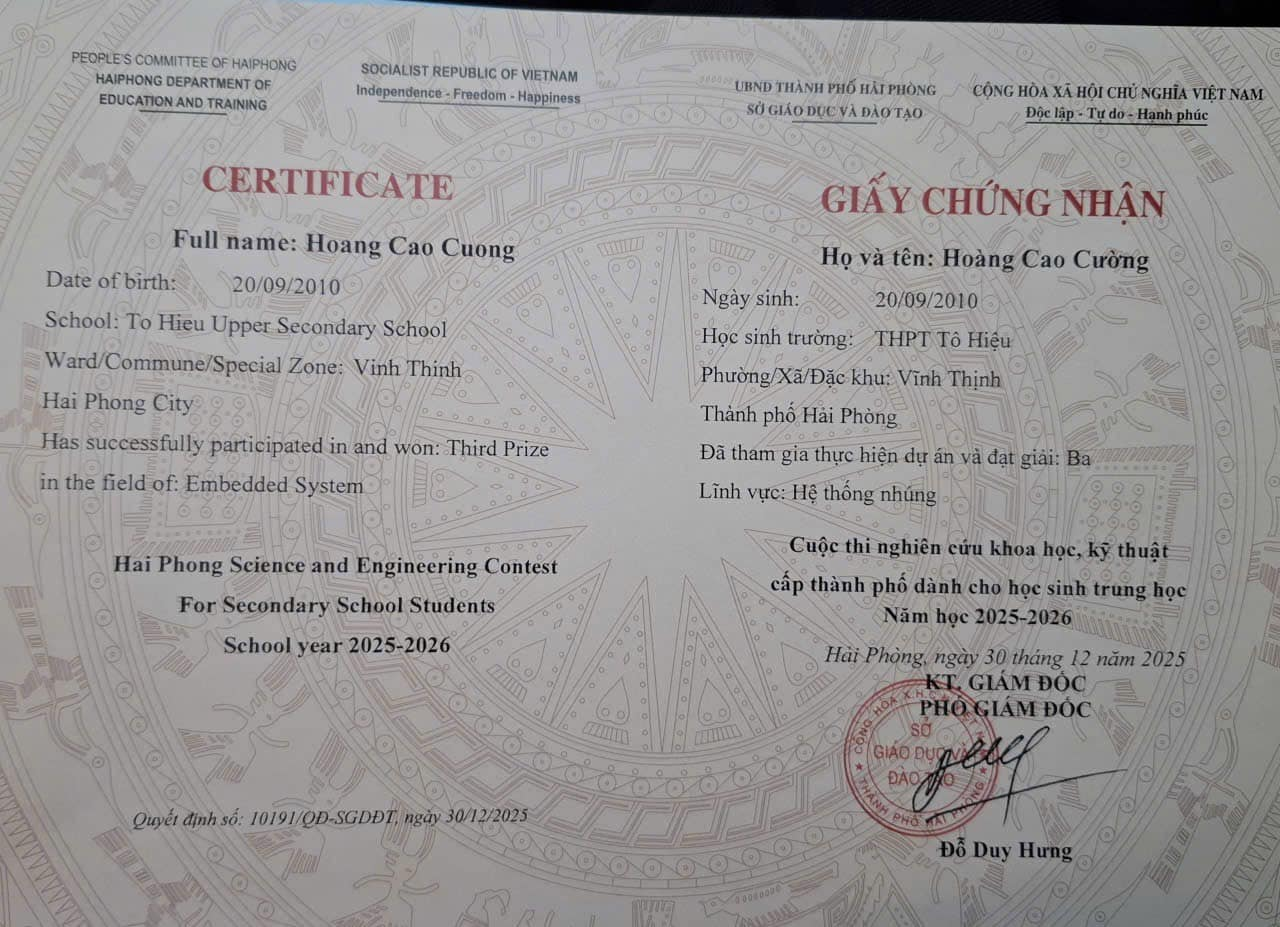 PEOPLE'S COMMITTEE OF HAIPHONG
HAIPHONG DEPARTMENT OF
EDUCATION AND TRAINING
SOCIALIST REPUBLIC OF VIETNAM
Independence - Freedom - Happiness
CERTIFICATE
Full name: Hoang Cao Cuong
Date of birth: 20/09/2010
School: To Hieu Upper Secondary School
Ward/Commune/Special Zone: Vinh Thinh
Hai Phong City
Has successfully participated in and won: Third Prize
in the field of: Embedded System
Hai Phong Science and Engineering Contest
For Secondary School Students
School year 2025-2026
Quyết định số: 10191/QĐ-SGDĐT, ngày 30/12/2025
UBND THÀNH PHỐ HẢI PHÒNG
SỞ GIÁO DỤC VÀ ĐÀO TẠO
CỘNG HÒA XÃ HỘI CHỦ NGHĨA VIỆT NAM
Độc lập - Tự do - Hạnh phúc
GIẤY CHỨNG NHẬN
Họ và tên: Hoàng Cao Cường
Ngày sinh: 20/09/2010
Học sinh trường: THPT Tô Hiệu
Phường/Xã/Đặc khu: Vĩnh Thịnh
Thành phố Hải Phòng
Đã tham gia thực hiện dự án và đạt giải: Ba
Lĩnh vực: Hệ thống nhúng
Cuộc thi nghiên cứu khoa học, kỹ thuật
cấp thành phố dành cho học sinh trung học
Năm học 2025-2026
Hải Phòng, ngày 30 tháng 12 năm 2025
KT. GIÁM ĐỐC
PHÓ GIÁM ĐỐC
SỞ
GIÁO DỤC VÀ
ĐÀO TẠO
THÀNH PHỐ HẢI PHÒNG
Đỗ Duy Hưng